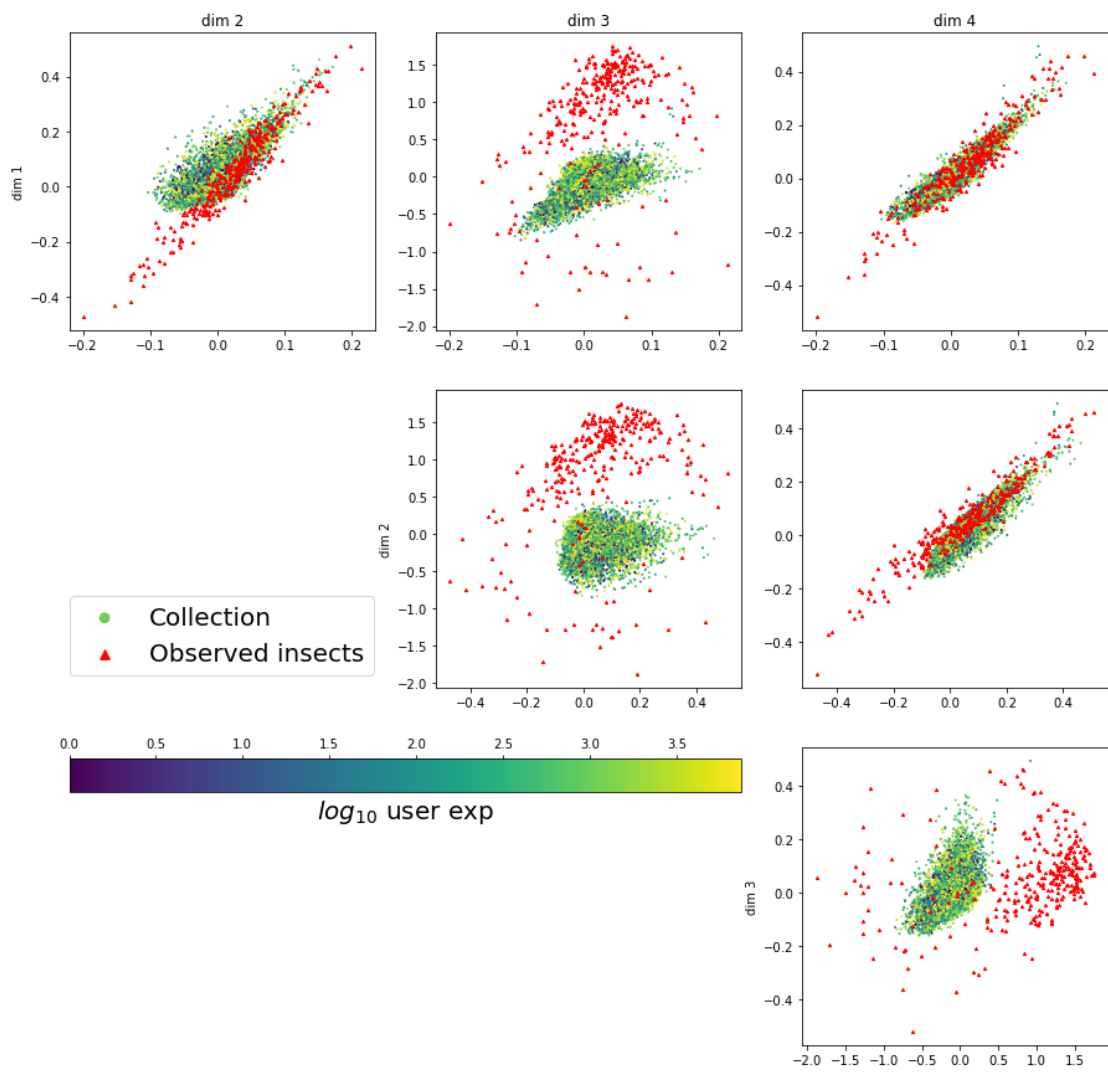 dim 2 dim 3 dim 4
0.4 1.5 0.4
1.0
0.2 0.5 0.2
dim 1 0.0 0.0 0.0
−0.5
−0.2 −1.0 −0.2
−1.5
−0.4 −2.0 −0.4
−0.2 −0.1 0.0 0.1 0.2 −0.2 −0.1 0.0 0.1 0.2 −0.2 −0.1 0.0 0.1 0.2
1.5 0.4
1.0
0.5 0.2
dim 2 0.0 0.0
−0.5
−1.0 −0.2
−1.5 −0.4
−2.0
−0.4 −0.2 0.0 0.2 0.4 −0.4 −0.2 0.0 0.2 0.4
Collection
Observed insects
0.0 0.5 1.0 1.5 2.0 2.5 3.0 3.5
log10 user exp
0.4
0.2
dim 3 0.0
−0.2
−0.4
−2.0 −1.5 −1.0 −0.5 0.0 0.5 1.0 1.5